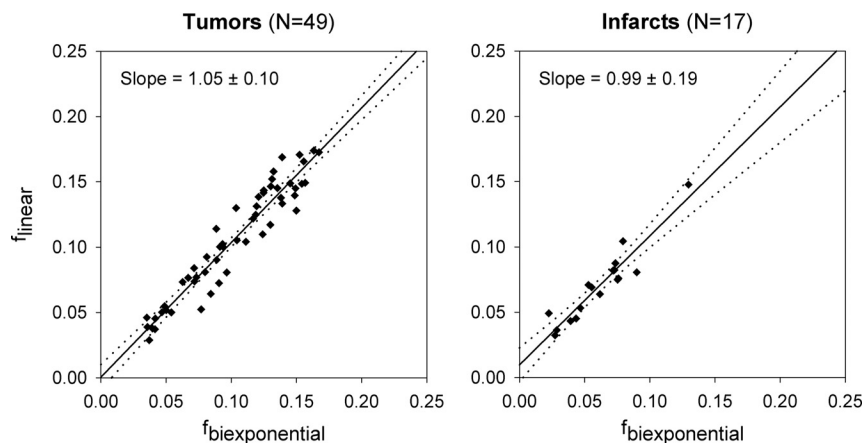 Tumors (N=49)
Infarcts (N=17)
Slope = 1.05 ± 0.10
Slope = 0.99 ± 0.19
0.25
0.20
0.15
0.10
0.05
0.00
f_linear
0.00 0.05 0.10 0.15 0.20 0.25
f_biexponential
0.25
0.20
0.15
0.10
0.05
0.00
0.00 0.05 0.10 0.15 0.20 0.25
f_biexponential